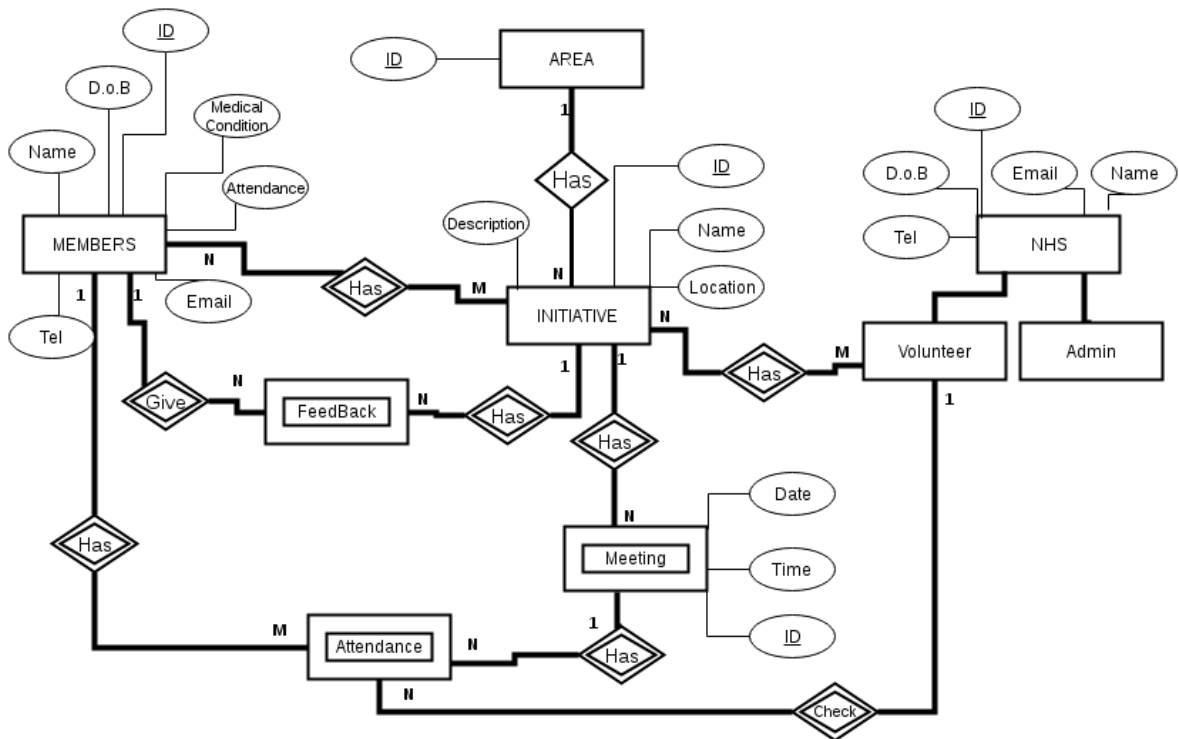 ID
AREA
ID
D.o.B
Medical
Condition
1
ID
Name
Has
ID
D.o.B
Email
Name
Attendance
Description
Name
Tel
NHS
MEMBERS
N
Has
M
N
Location
INITIATIVE
1
1
Email
Tel
N
Has
M
Volunteer
Admin
1
1
Give
N
FeedBack
N
Has
Has
1
Date
N
Has
Meeting
Time
M
Attendance
N
1
Has
ID
N
Check